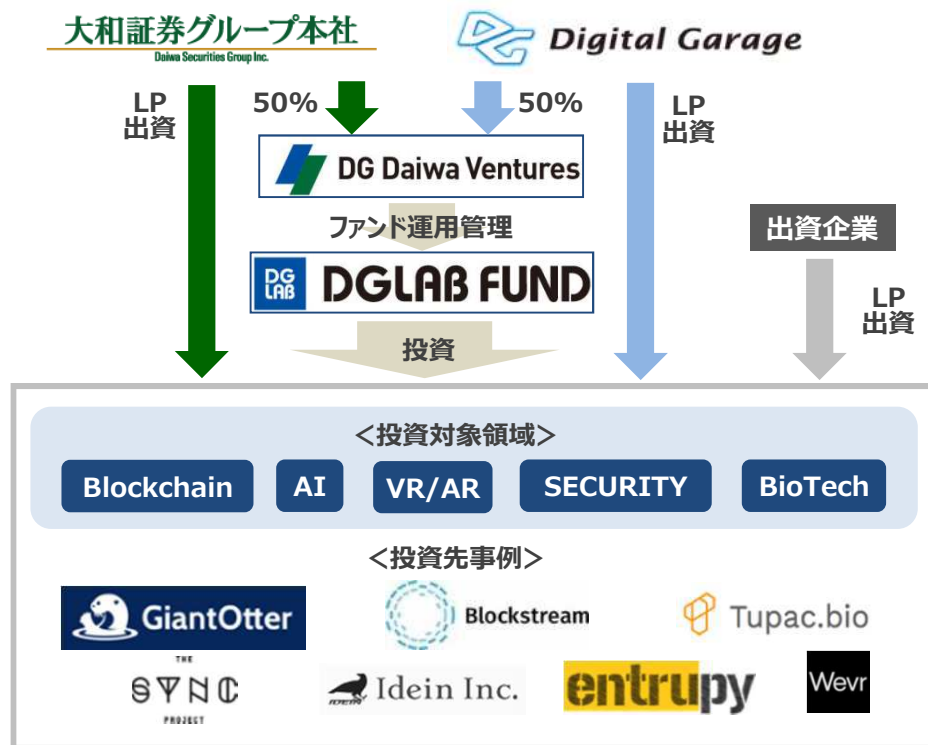 大和証券グループ本社
Daiwa Securities Group Inc.
Digital Garage
LP
出資
50%
50%
LP
出資
DG Daiwa Ventures
ファンド運用管理
出資企業
DG
LAB
DGLAB FUND
LP
出資
投資
＜投資対象領域＞
Blockchain
AI
VR/AR
SECURITY
BioTech
＜投資先事例＞
GiantOtter
Blockstream
Tupac.bio
THE
SYNC
PROJECT
IDEIN
Idein Inc.
entrupy
Wevr